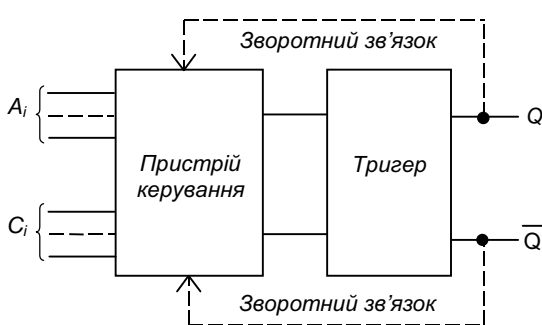 Зворотний зв'язок
Aᵢ
Пристрій
керування
Тригер
Q
Cᵢ
Q̅
Зворотний зв'язок